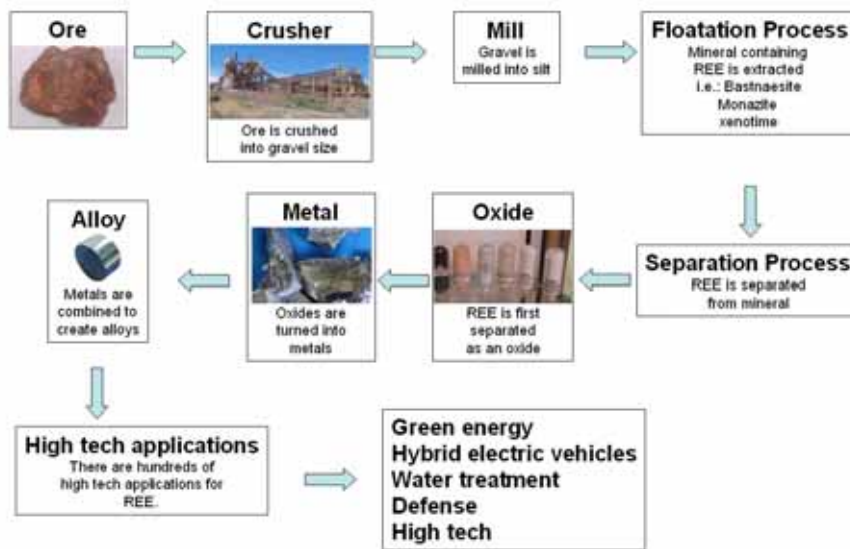 Ore
Crusher
Ore is crushed
into gravel size
Mill
Gravel is
milled into silt
Floatation Process
Mineral containing
REE is extracted
i.e.: Bastnaesite
Monazite
xenotime
Separation Process
REE is separated
from mineral
Oxide
REE is first
separated
as an oxide
Metal
Oxides are
turned into
metals
Alloy
Metals are
combined to
create alloys
High tech applications
There are hundreds of
high tech applications for
REE.
Green energy
Hybrid electric vehicles
Water treatment
Defense
High tech